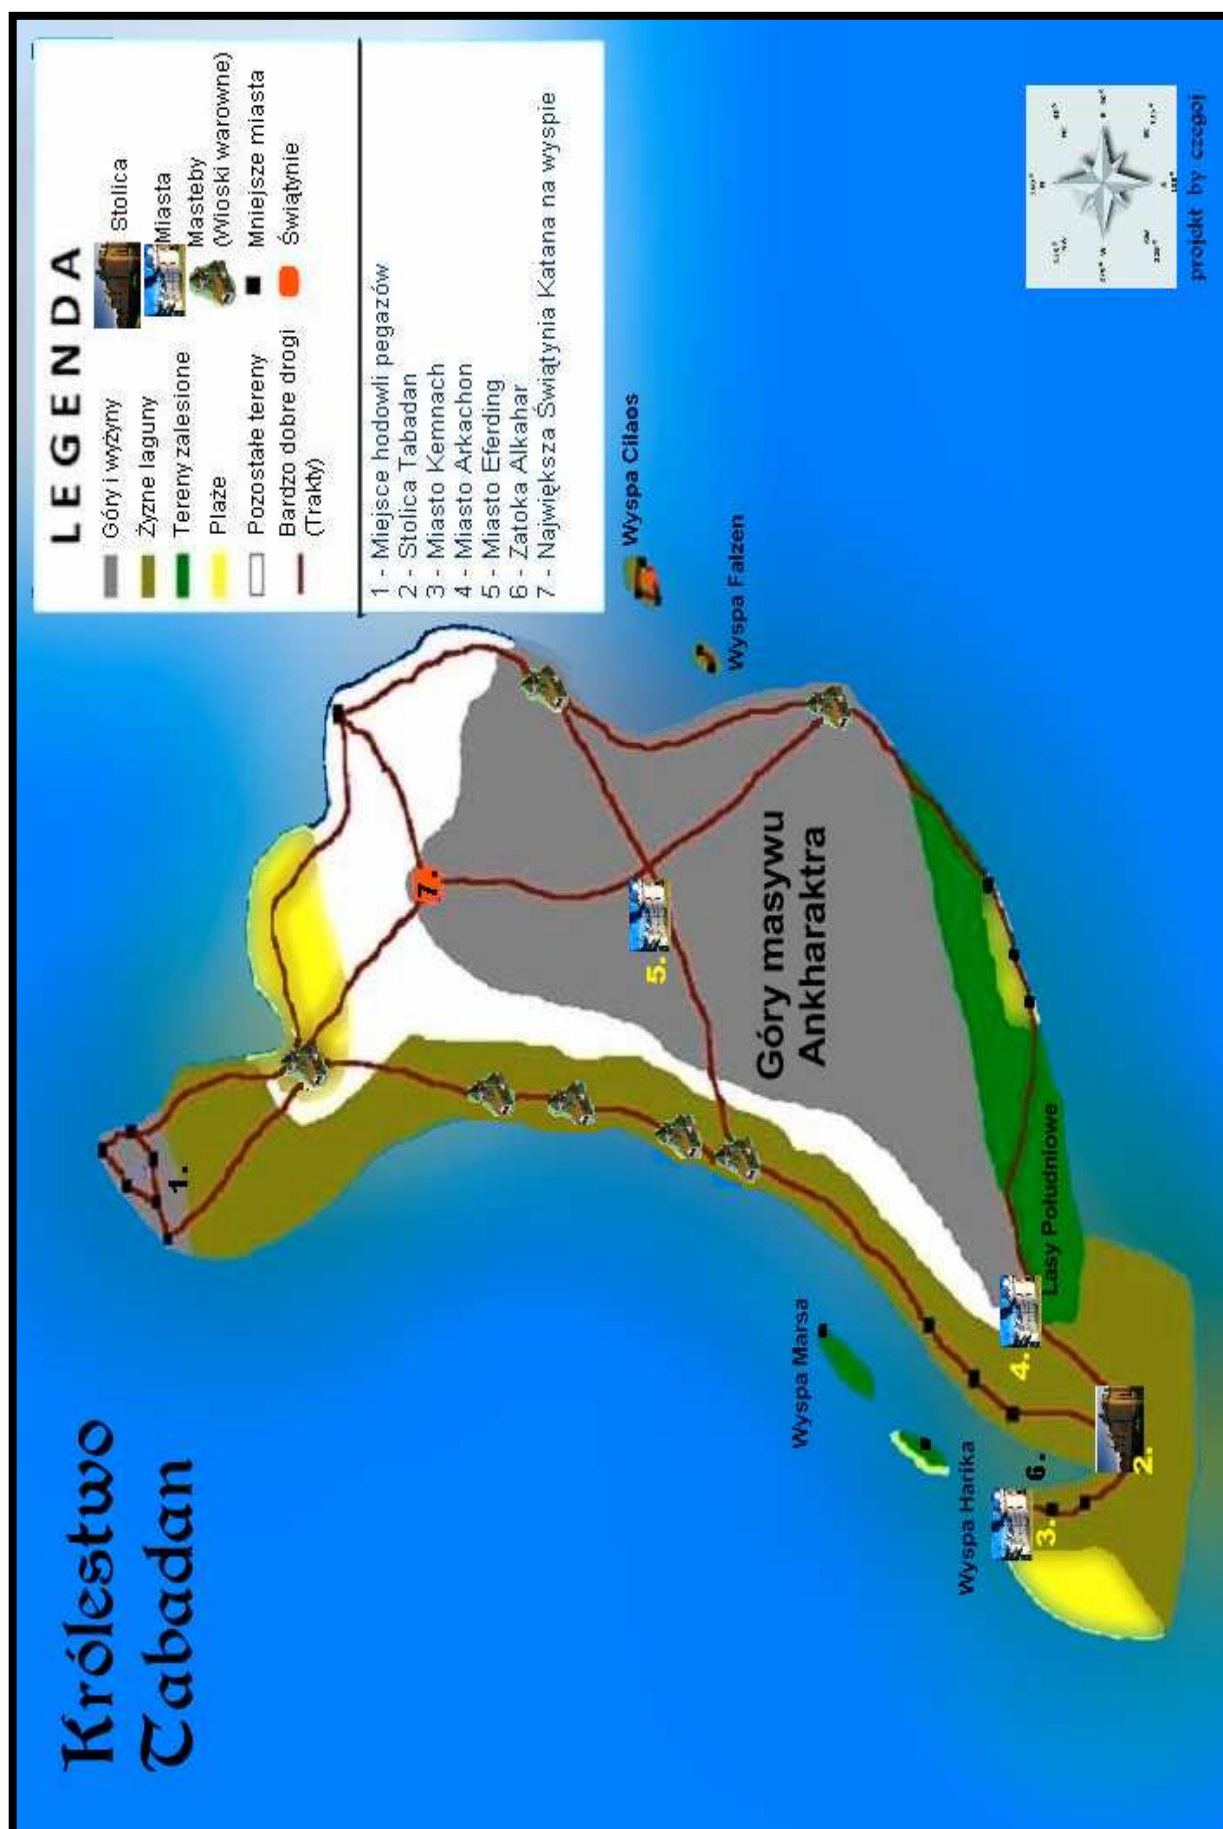 Królestwo
Tabadan
LEGENDA
Góry i wyżyny
Żyzne laguny
Tereny zalesione
Plaże
Pozostałe tereny
Bardzo dobre drogi
(Trakty)
Stolica
Miasta
Masteby
(Wioski warowne)
Mniejsze miasta
Świątynie
1 - Miejsce hodowli pegazów
2 - Stolica Tabadan
3 - Miasto Kemnach
4 - Miasto Arkachon
5 - Miasto Eferding
6 - Zatoka Alkahar
7 - Największa Świątynia Katana na wyspie
1.
7.
5.
Góry masywu
Ankharaktra
Wyspa Cilaos
Wyspa Falzen
Wyspa Marsa
Wyspa Harika
Lasy Południowe
4.
6.
3.
2.
projekt by czegoj